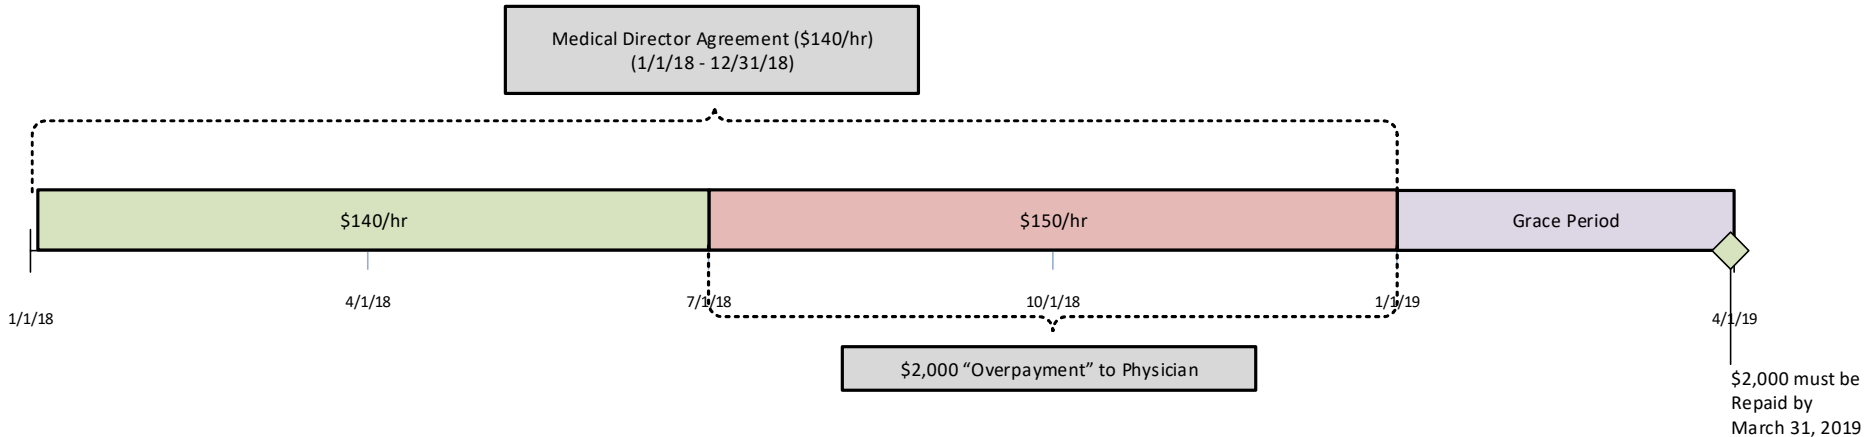 Medical Director Agreement ($140/hr)
(1/1/18 - 12/31/18)
$140/hr
$150/hr
Grace Period
1/1/18
4/1/18
7/1/18
10/1/18
1/1/19
4/1/19
$2,000 “Overpayment” to Physician
$2,000 must be
Repaid by
March 31, 2019